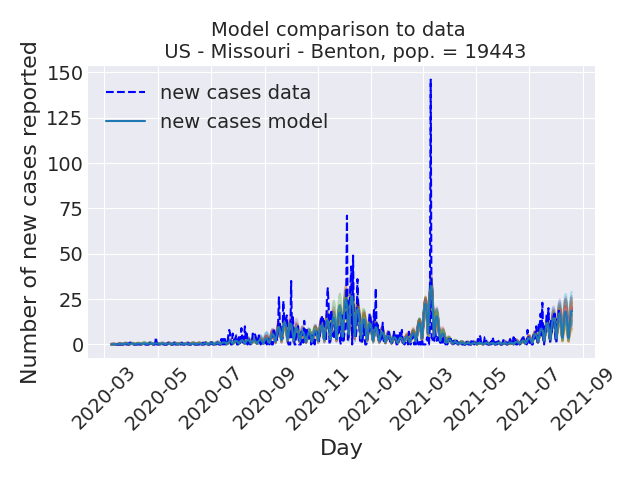 Model comparison to data
US - Missouri - Benton, pop. = 19443
Number of new cases reported
150
125
100
75
50
25
0
new cases data
new cases model
2020-03
2020-05
2020-07
2020-09
2020-11
2021-01
2021-03
2021-05
2021-07
2021-09
Day